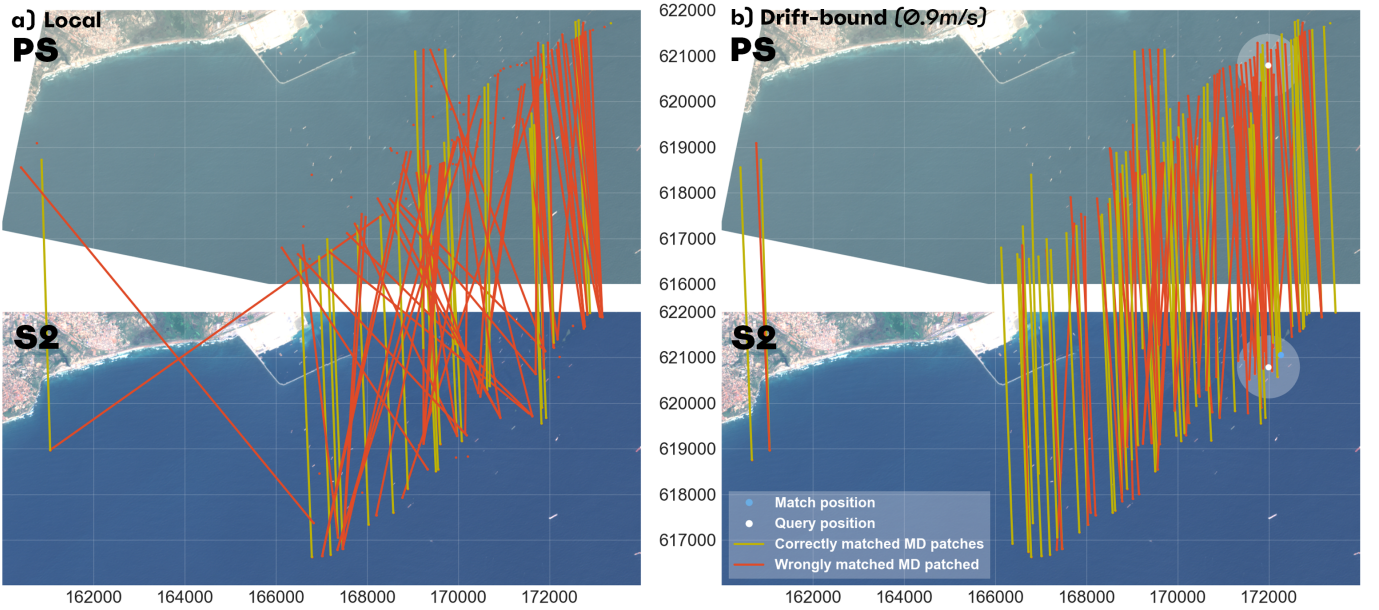 a) Local
PS
S2
162000 164000 166000 168000 170000 172000
622000
621000
620000
619000
618000
617000
616000
622000
621000
620000
619000
618000
617000
b) Drift-bound (0.9m/s)
PS
S2
Match position
Query position
Correctly matched MD patches
Wrongly matched MD patched
162000 164000 166000 168000 170000 172000